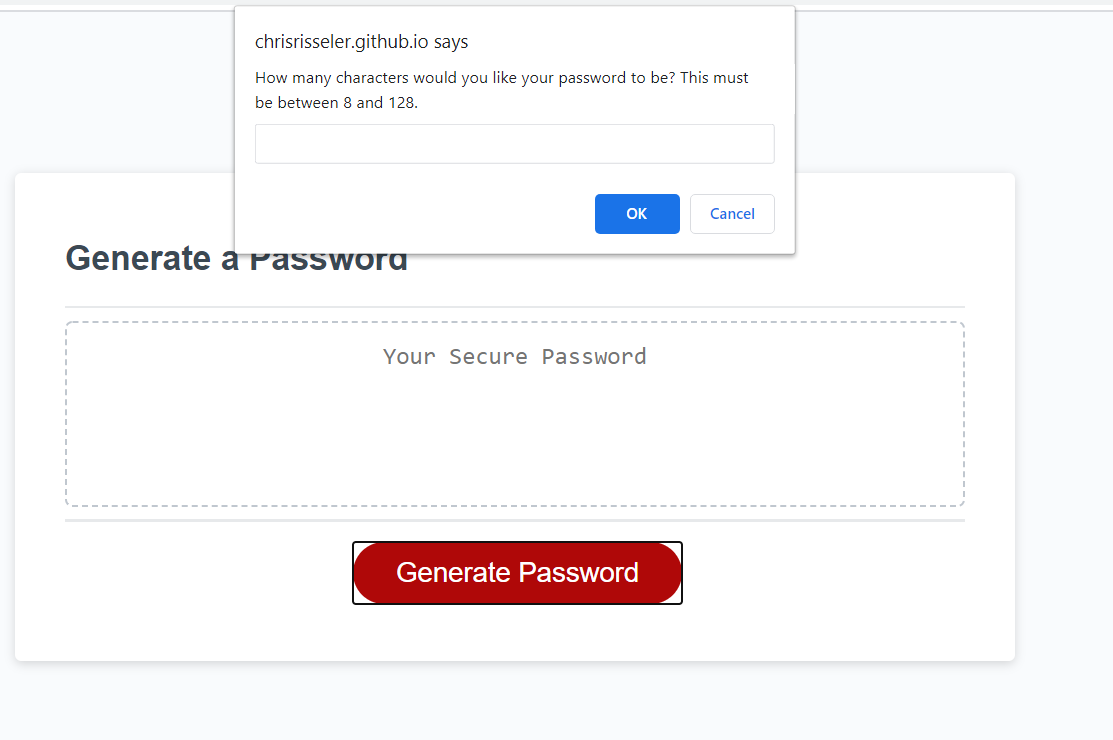 chrisrisseler.github.io says
How many characters would you like your password to be? This must
be between 8 and 128.
OK
Cancel
Generate a Password
Your Secure Password
Generate Password